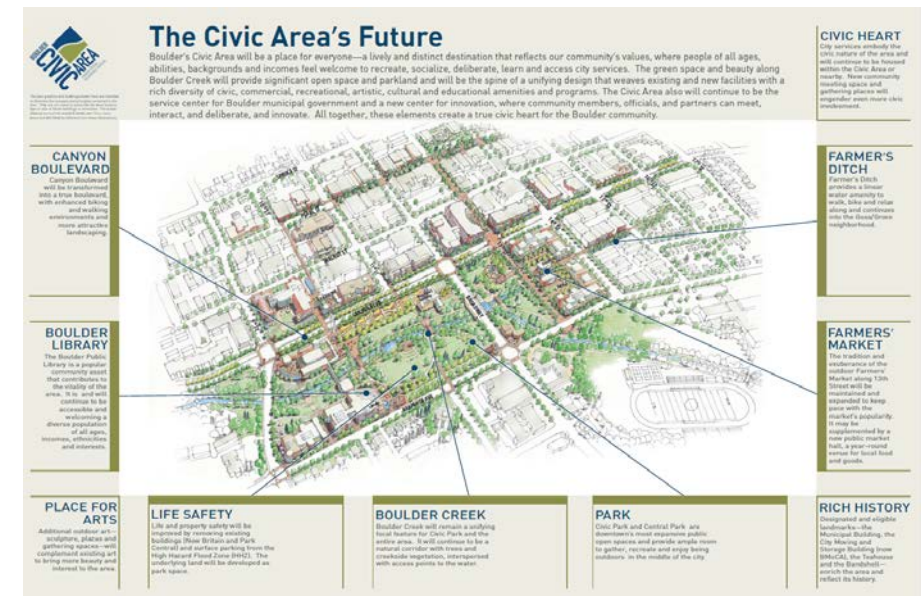 The Civic Area's Future
Boulder's Civic Area will be a place for everyone—a lively and distinct destination that reflects our community's values, where people of all ages,
abilities, backgrounds and incomes feel welcome to recreate, socialize, deliberate, learn and access city services. The green space and beauty along
Boulder Creek will provide significant open space and parkland and will be the spine of a unifying design that weaves existing and new facilities with a
rich diversity of civic, commercial, recreational, artistic, cultural and educational amenities and programs. The Civic Area also will continue to be the
service center for Boulder municipal government and a new center for innovation, where community members, officials, and partners can meet,
interact, and deliberate, and innovate. All together, these elements create a true civic heart for the Boulder community.
BOULDER
CIVIC AREA
CIVIC HEART
City services embody the
civic nature of the area and
will continue to be housed
within the Civic Area or
nearby. New community
meeting space and
gathering places will
engender even more civic
involvement.
CANYON
BOULEVARD
Canyon Boulevard
will be transformed
into a true boulevard,
with enhanced biking
and walking
environments and
more attractive
landscaping.
FARMER'S
DITCH
Farmer's Ditch
provides a linear
water amenity to
walk, bike and relax
along and continues
into the Goss/Grove
neighborhood.
BOULDER
LIBRARY
The Boulder Public
Library is a popular
community asset
that contributes to
the vitality of the
area. It is and will
continue to be
accessible and
welcoming a
diverse population
of all ages,
incomes, ethnicities
and interests.
FARMERS'
MARKET
The tradition and
exuberance of the
outdoor Farmers'
Market along 13th
Street will be
maintained and
expanded to keep
pace with the
market's popularity.
It may be
supplemented by a
new public market
hall, a year-round
venue for local food
and goods.
PLACE FOR
ARTS
Additional outdoor art—
sculpture, plazas and
gathering spaces—will
complement existing art
to bring more beauty and
interest to the area.
LIFE SAFETY
Life and property safety will be
improved by removing existing
buildings (New Britain and Park
Central) and surface parking from the
High Hazard Flood Zone (HHZ). The
underlying land will be developed as
park space.
BOULDER CREEK
Boulder Creek will remain a unifying
focal feature for Civic Park and the
entire area. It will continue to be a
natural corridor with trees and
creekside vegetation, interspersed
with access points to the water.
PARK
Civic Park and Central Park are
downtown's most expansive public
open spaces and provide ample room
to gather, recreate and enjoy being
outdoors in the middle of the city.
RICH HISTORY
Designated and eligible
landmarks—the
Municipal Building, the
City Moving and
Storage Building (now
BMoCA), the Teahouse
and the Bandshell—
enrich the area and
reflect its history.